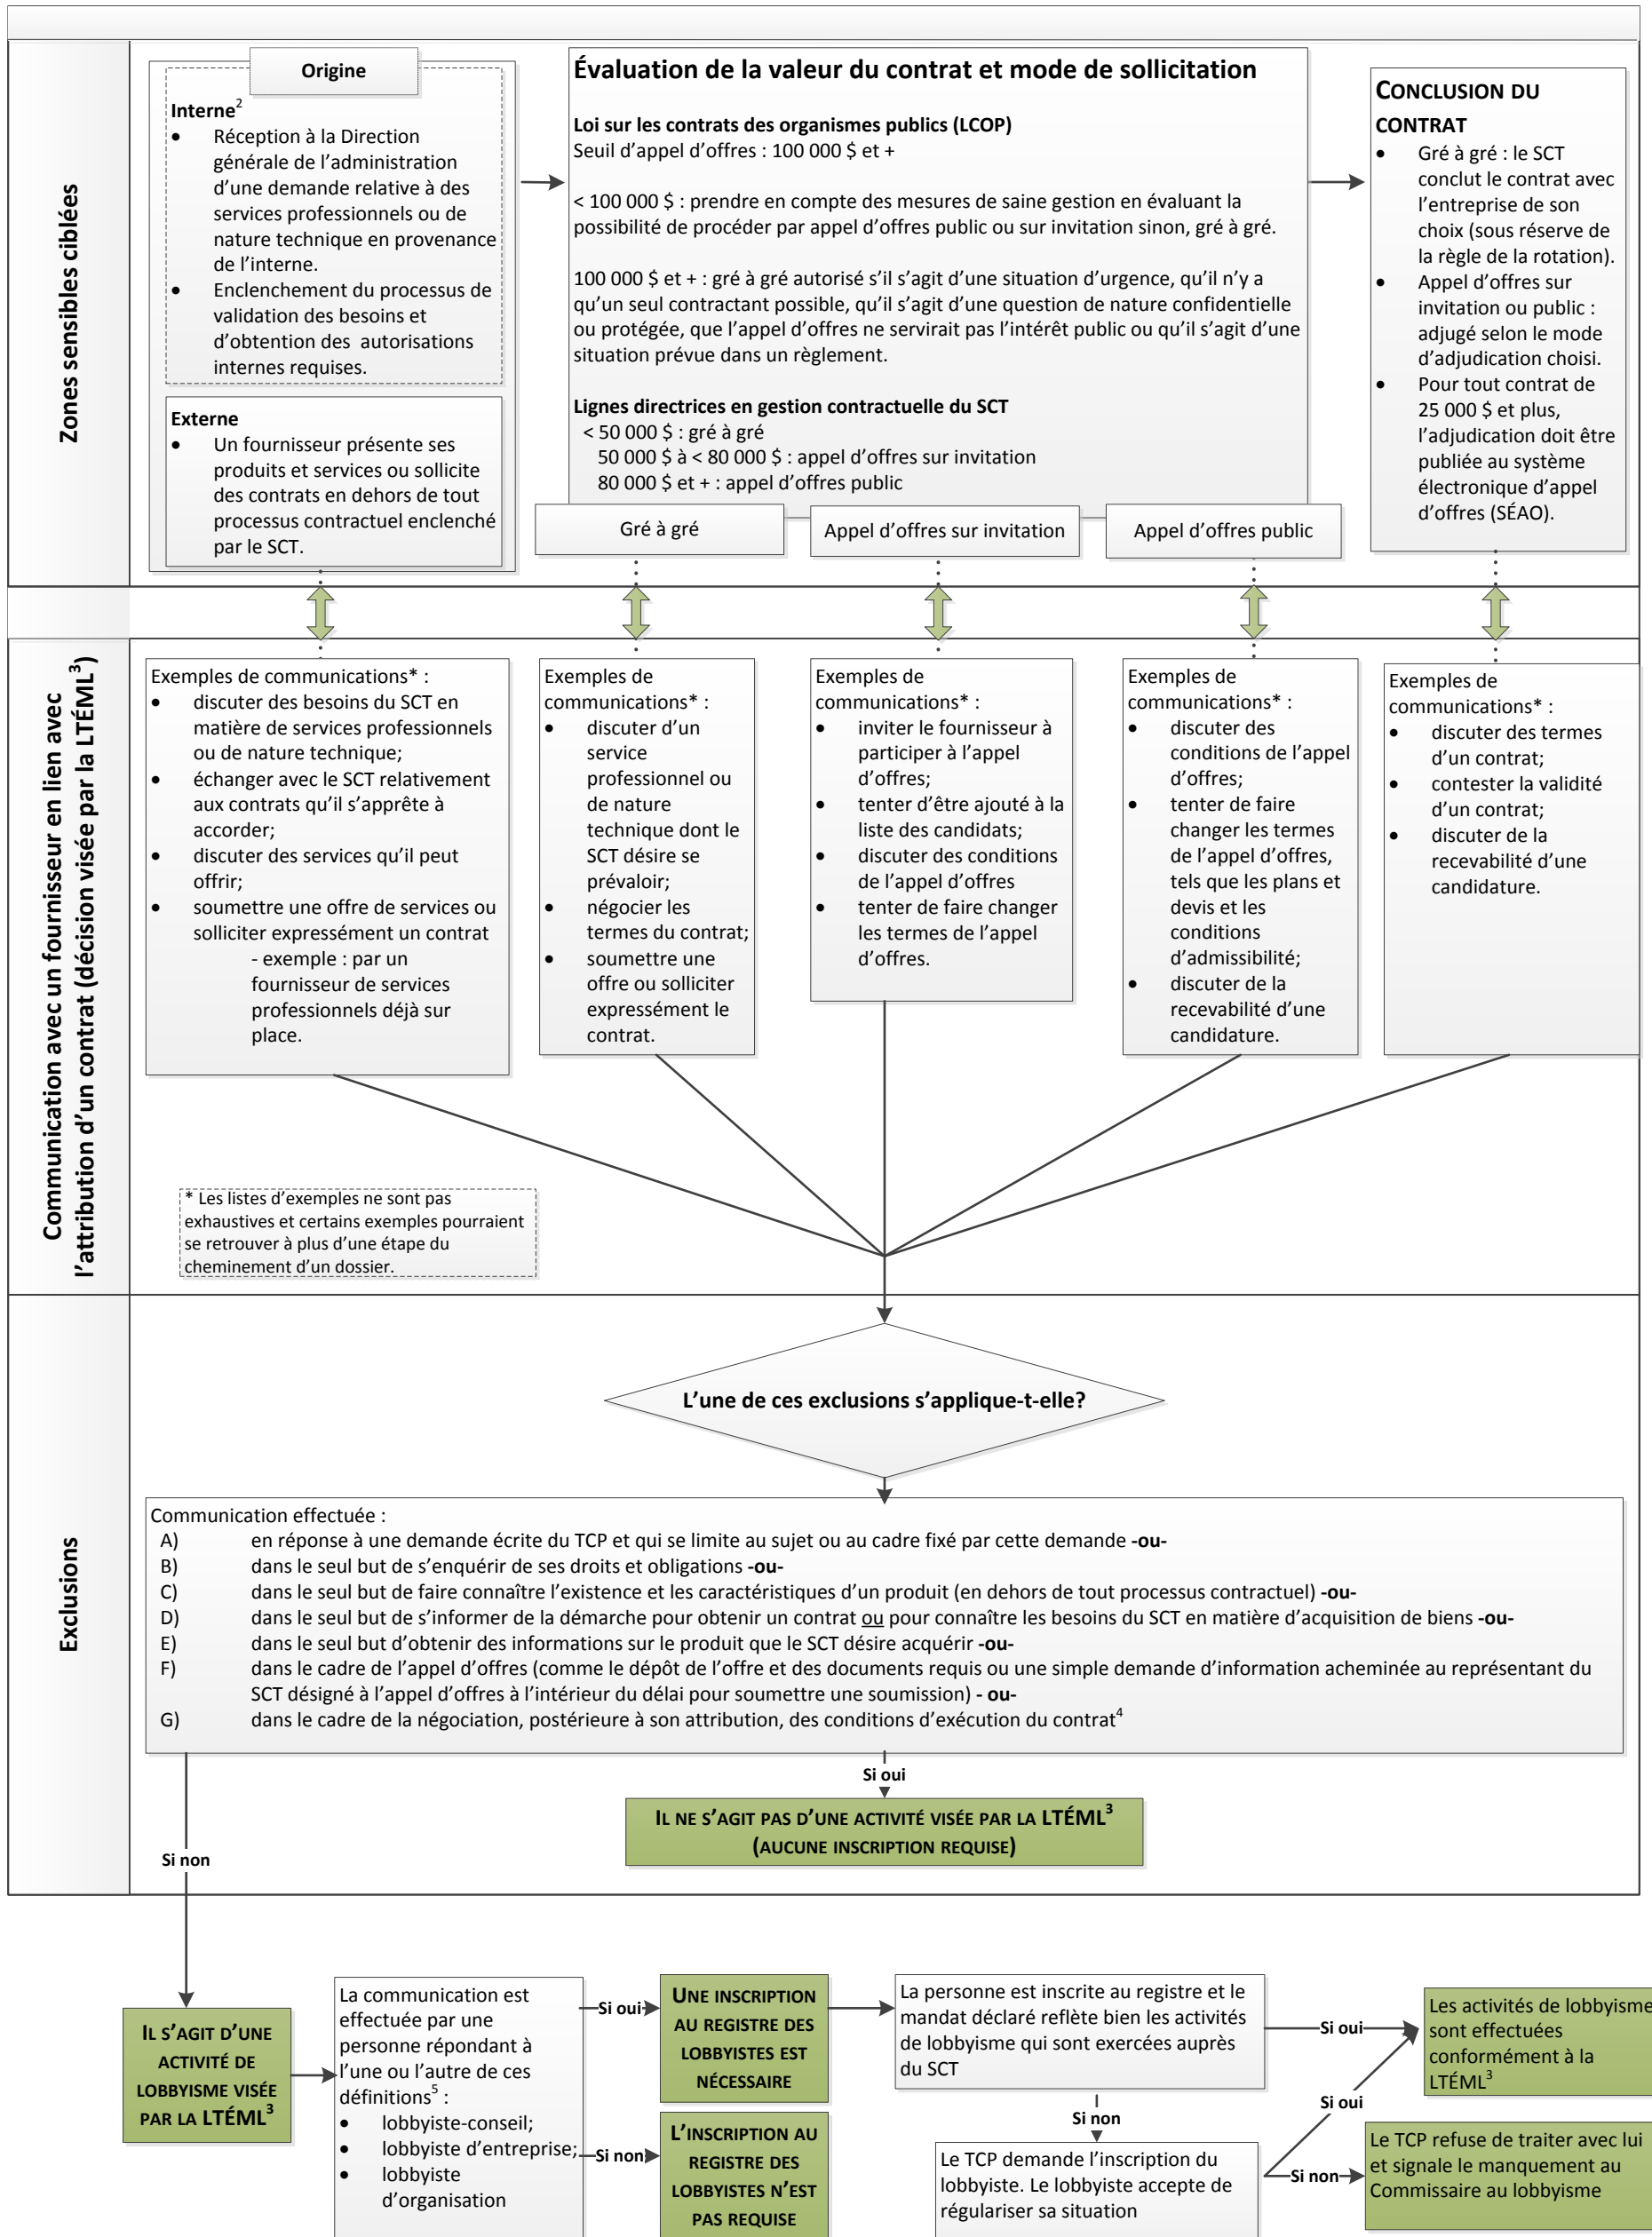 Zones sensibles ciblées
Origine
Interne2
• Réception à la Direction
générale de l’administration
d’une demande relative à des
services professionnels ou de
nature technique en provenance
de l’interne.
• Enclenchement du processus de
validation des besoins et
d’obtention des autorisations
internes requises.
Externe
• Un fournisseur présente ses
produits et services ou sollicite
des contrats en dehors de tout
processus contractuel enclenché
par le SCT.
Évaluation de la valeur du contrat et mode de sollicitation
Loi sur les contrats des organismes publics (LCOP)
Seuil d’appel d’offres : 100 000 $ et +
< 100 000 $ : prendre en compte des mesures de saine gestion en évaluant la
possibilité de procéder par appel d’offres public ou sur invitation sinon, gré à gré.
100 000 $ et + : gré à gré autorisé s’il s’agit d’une situation d’urgence, qu’il n’y a
qu’un seul contractant possible, qu’il s’agit d’une question de nature confidentielle
ou protégée, que l’appel d’offres ne servirait pas l’intérêt public ou qu’il s’agit d’une
situation prévue dans un règlement.
Lignes directrices en gestion contractuelle du SCT
< 50 000 $ : gré à gré
50 000 $ à < 80 000 $ : appel d’offres sur invitation
80 000 $ et + : appel d’offres public
Gré à gré
Appel d’offres sur invitation
Appel d’offres public
CONCLUSION DU
CONTRAT
• Gré à gré : le SCT
conclut le contrat avec
l’entreprise de son
choix (sous réserve de
la règle de la rotation).
• Appel d’offres sur
invitation ou public :
adjugé selon le mode
d’adjudication choisi.
• Pour tout contrat de
25 000 $ et plus,
l’adjudication doit être
publiée au système
électronique d’appel
d’offres (SÉAO).
Communication avec un fournisseur en lien avec
l’attribution d’un contrat (décision visée par la LTÉML3)
Exemples de communications* :
• discuter des besoins du SCT en
matière de services professionnels
ou de nature technique;
• échanger avec le SCT relativement
aux contrats qu’il s’apprête à
accorder;
• discuter des services qu’il peut
offrir;
• soumettre une offre de services ou
solliciter expressément un contrat
- exemple : par un
fournisseur de services
professionnels déjà sur
place.
Exemples de
communications* :
• discuter d’un
service
professionnel ou
de nature
technique dont le
SCT désire se
prévaloir;
• négocier les
termes du contrat;
• soumettre une
offre ou solliciter
expressément le
contrat.
Exemples de
communications* :
• inviter le fournisseur à
participer à l’appel
d’offres;
• tenter d’être ajouté à la
liste des candidats;
• discuter des conditions
de l’appel d’offres
• tenter de faire changer
les termes de l’appel
d’offres.
Exemples de
communications* :
• discuter des
conditions de l’appel
d’offres;
• tenter de faire
changer les termes
de l’appel d’offres,
tels que les plans et
devis et les
conditions
d’admissibilité;
• discuter de la
recevabilité d’une
candidature.
Exemples de
communications* :
• discuter des termes
d’un contrat;
• contester la validité
d’un contrat;
• discuter de la
recevabilité d’une
candidature.
* Les listes d’exemples ne sont pas
exhaustives et certains exemples pourraient
se retrouver à plus d’une étape du
cheminement d’un dossier.
Exclusions
L’une de ces exclusions s’applique-t-elle?
Communication effectuée :
A) en réponse à une demande écrite du TCP et qui se limite au sujet ou au cadre fixé par cette demande -ou-
B) dans le seul but de s’enquérir de ses droits et obligations -ou-
C) dans le seul but de faire connaître l’existence et les caractéristiques d’un produit (en dehors de tout processus contractuel) -ou-
D) dans le seul but de s’informer de la démarche pour obtenir un contrat ou pour connaître les besoins du SCT en matière d’acquisition de biens -ou-
E) dans le seul but d’obtenir des informations sur le produit que le SCT désire acquérir -ou-
F) dans le cadre de l’appel d’offres (comme le dépôt de l’offre et des documents requis ou une simple demande d’information acheminée au représentant du
SCT désigné à l’appel d’offres à l’intérieur du délai pour soumettre une soumission) - ou-
G) dans le cadre de la négociation, postérieure à son attribution, des conditions d’exécution du contrat4
Si oui
IL NE S’AGIT PAS D’UNE ACTIVITÉ VISÉE PAR LA LTÉML3
(AUCUNE INSCRIPTION REQUISE)
Si non
IL S’AGIT D’UNE
ACTIVITÉ DE
LOBBYISME VISÉE
PAR LA LTÉML3
La communication est
effectuée par une
personne répondant à
l’une ou l’autre de ces
définitions5 :
• lobbyiste-conseil;
• lobbyiste d’entreprise;
• lobbyiste
d’organisation
Si oui
UNE INSCRIPTION
AU REGISTRE DES
LOBBYISTES EST
NÉCESSAIRE
Si non
L’INSCRIPTION AU
REGISTRE DES
LOBBYISTES N’EST
PAS REQUISE
La personne est inscrite au registre et le
mandat déclaré reflète bien les activités
de lobbyisme qui sont exercées auprès
du SCT
Si non
Le TCP demande l’inscription du
lobbyiste. Le lobbyiste accepte de
régulariser sa situation
Si oui
Si oui
Si non
Les activités de lobbyisme
sont effectuées
conformément à la
LTÉML3
Le TCP refuse de traiter avec lui
et signale le manquement au
Commissaire au lobbyisme